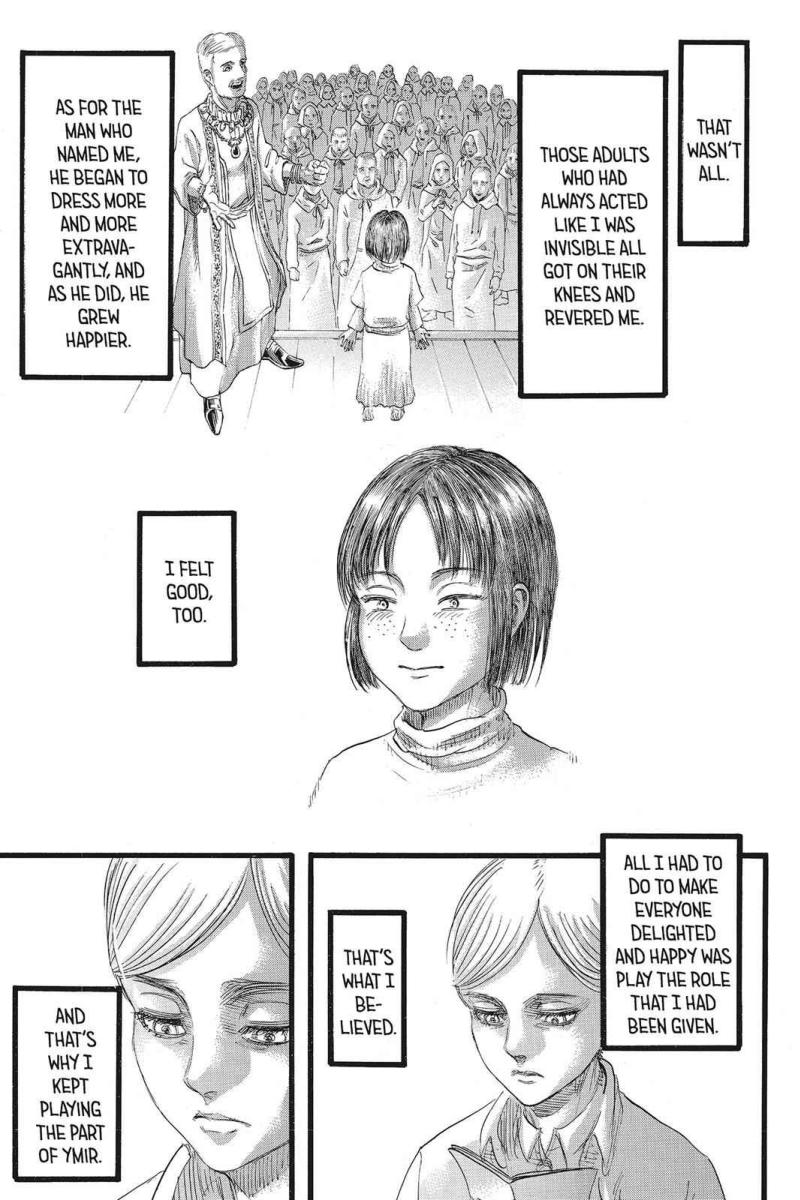 THAT
WASN'T
ALL.
THOSE ADULTS
WHO HAD
ALWAYS ACTED
LIKE I WAS
INVISIBLE ALL
GOT ON THEIR
KNEES AND
REVERED ME.
AS FOR THE
MAN WHO
NAMED ME,
HE BEGAN TO
DRESS MORE
AND MORE
EXTRAVA-
GANTLY, AND
AS HE DID, HE
GREW
HAPPIER.
I FELT
GOOD,
TOO.
ALL I HAD TO
DO TO MAKE
EVERYONE
DELIGHTED
AND HAPPY WAS
PLAY THE ROLE
THAT I HAD
BEEN GIVEN.
THAT'S
WHAT I
BE-
LIEVED.
AND
THAT'S
WHY I
KEPT
PLAYING
THE PART
OF YMIR.